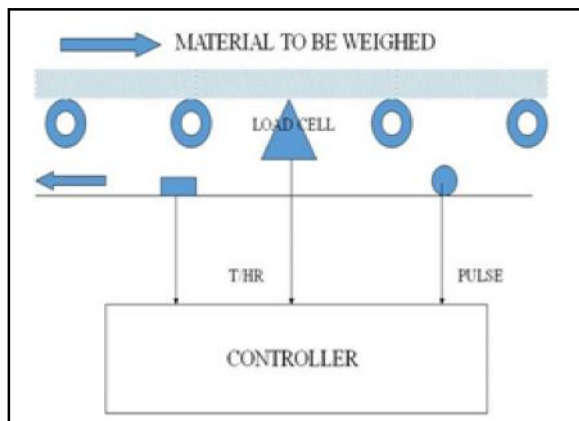 MATERIAL TO BE WEIGHED
LOAD CELL
T/HR
PULSE
CONTROLLER